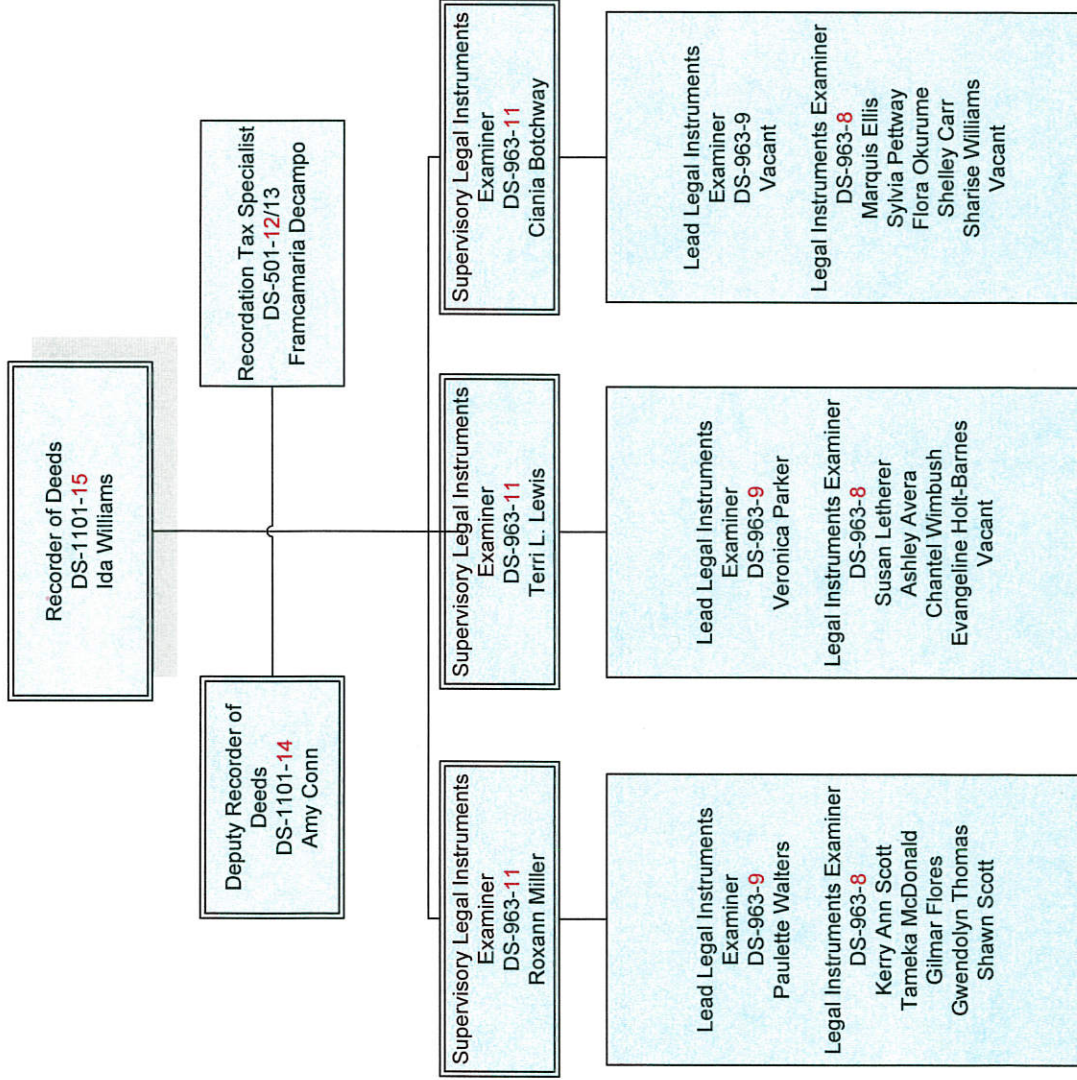 Recorder of Deeds
DS-1101-15
Ida Williams
Deputy Recorder of
Deeds
DS-1101-14
Amy Conn
Recordation Tax Specialist
DS-501-12/13
Framcamaria Decampo
Supervisory Legal Instruments
Examiner
DS-963-11
Roxann Miller
Supervisory Legal Instruments
Examiner
DS-963-11
Terri L. Lewis
Supervisory Legal Instruments
Examiner
DS-963-11
Ciania Botchway
Lead Legal Instruments
Examiner
DS-963-9
Paulette Walters
Legal Instruments Examiner
DS-963-8
Kerry Ann Scott
Tameka McDonald
Gilmar Flores
Gwendolyn Thomas
Shawn Scott
Lead Legal Instruments
Examiner
DS-963-9
Veronica Parker
Legal Instruments Examiner
DS-963-8
Susan Letherer
Ashley Avera
Chantel Wimbush
Evangeline Holt-Barnes
Vacant
Lead Legal Instruments
Examiner
DS-963-9
Vacant
Legal Instruments Examiner
DS-963-8
Marquis Ellis
Sylvia Pettway
Flora Okurume
Shelley Carr
Sharise Williams
Vacant